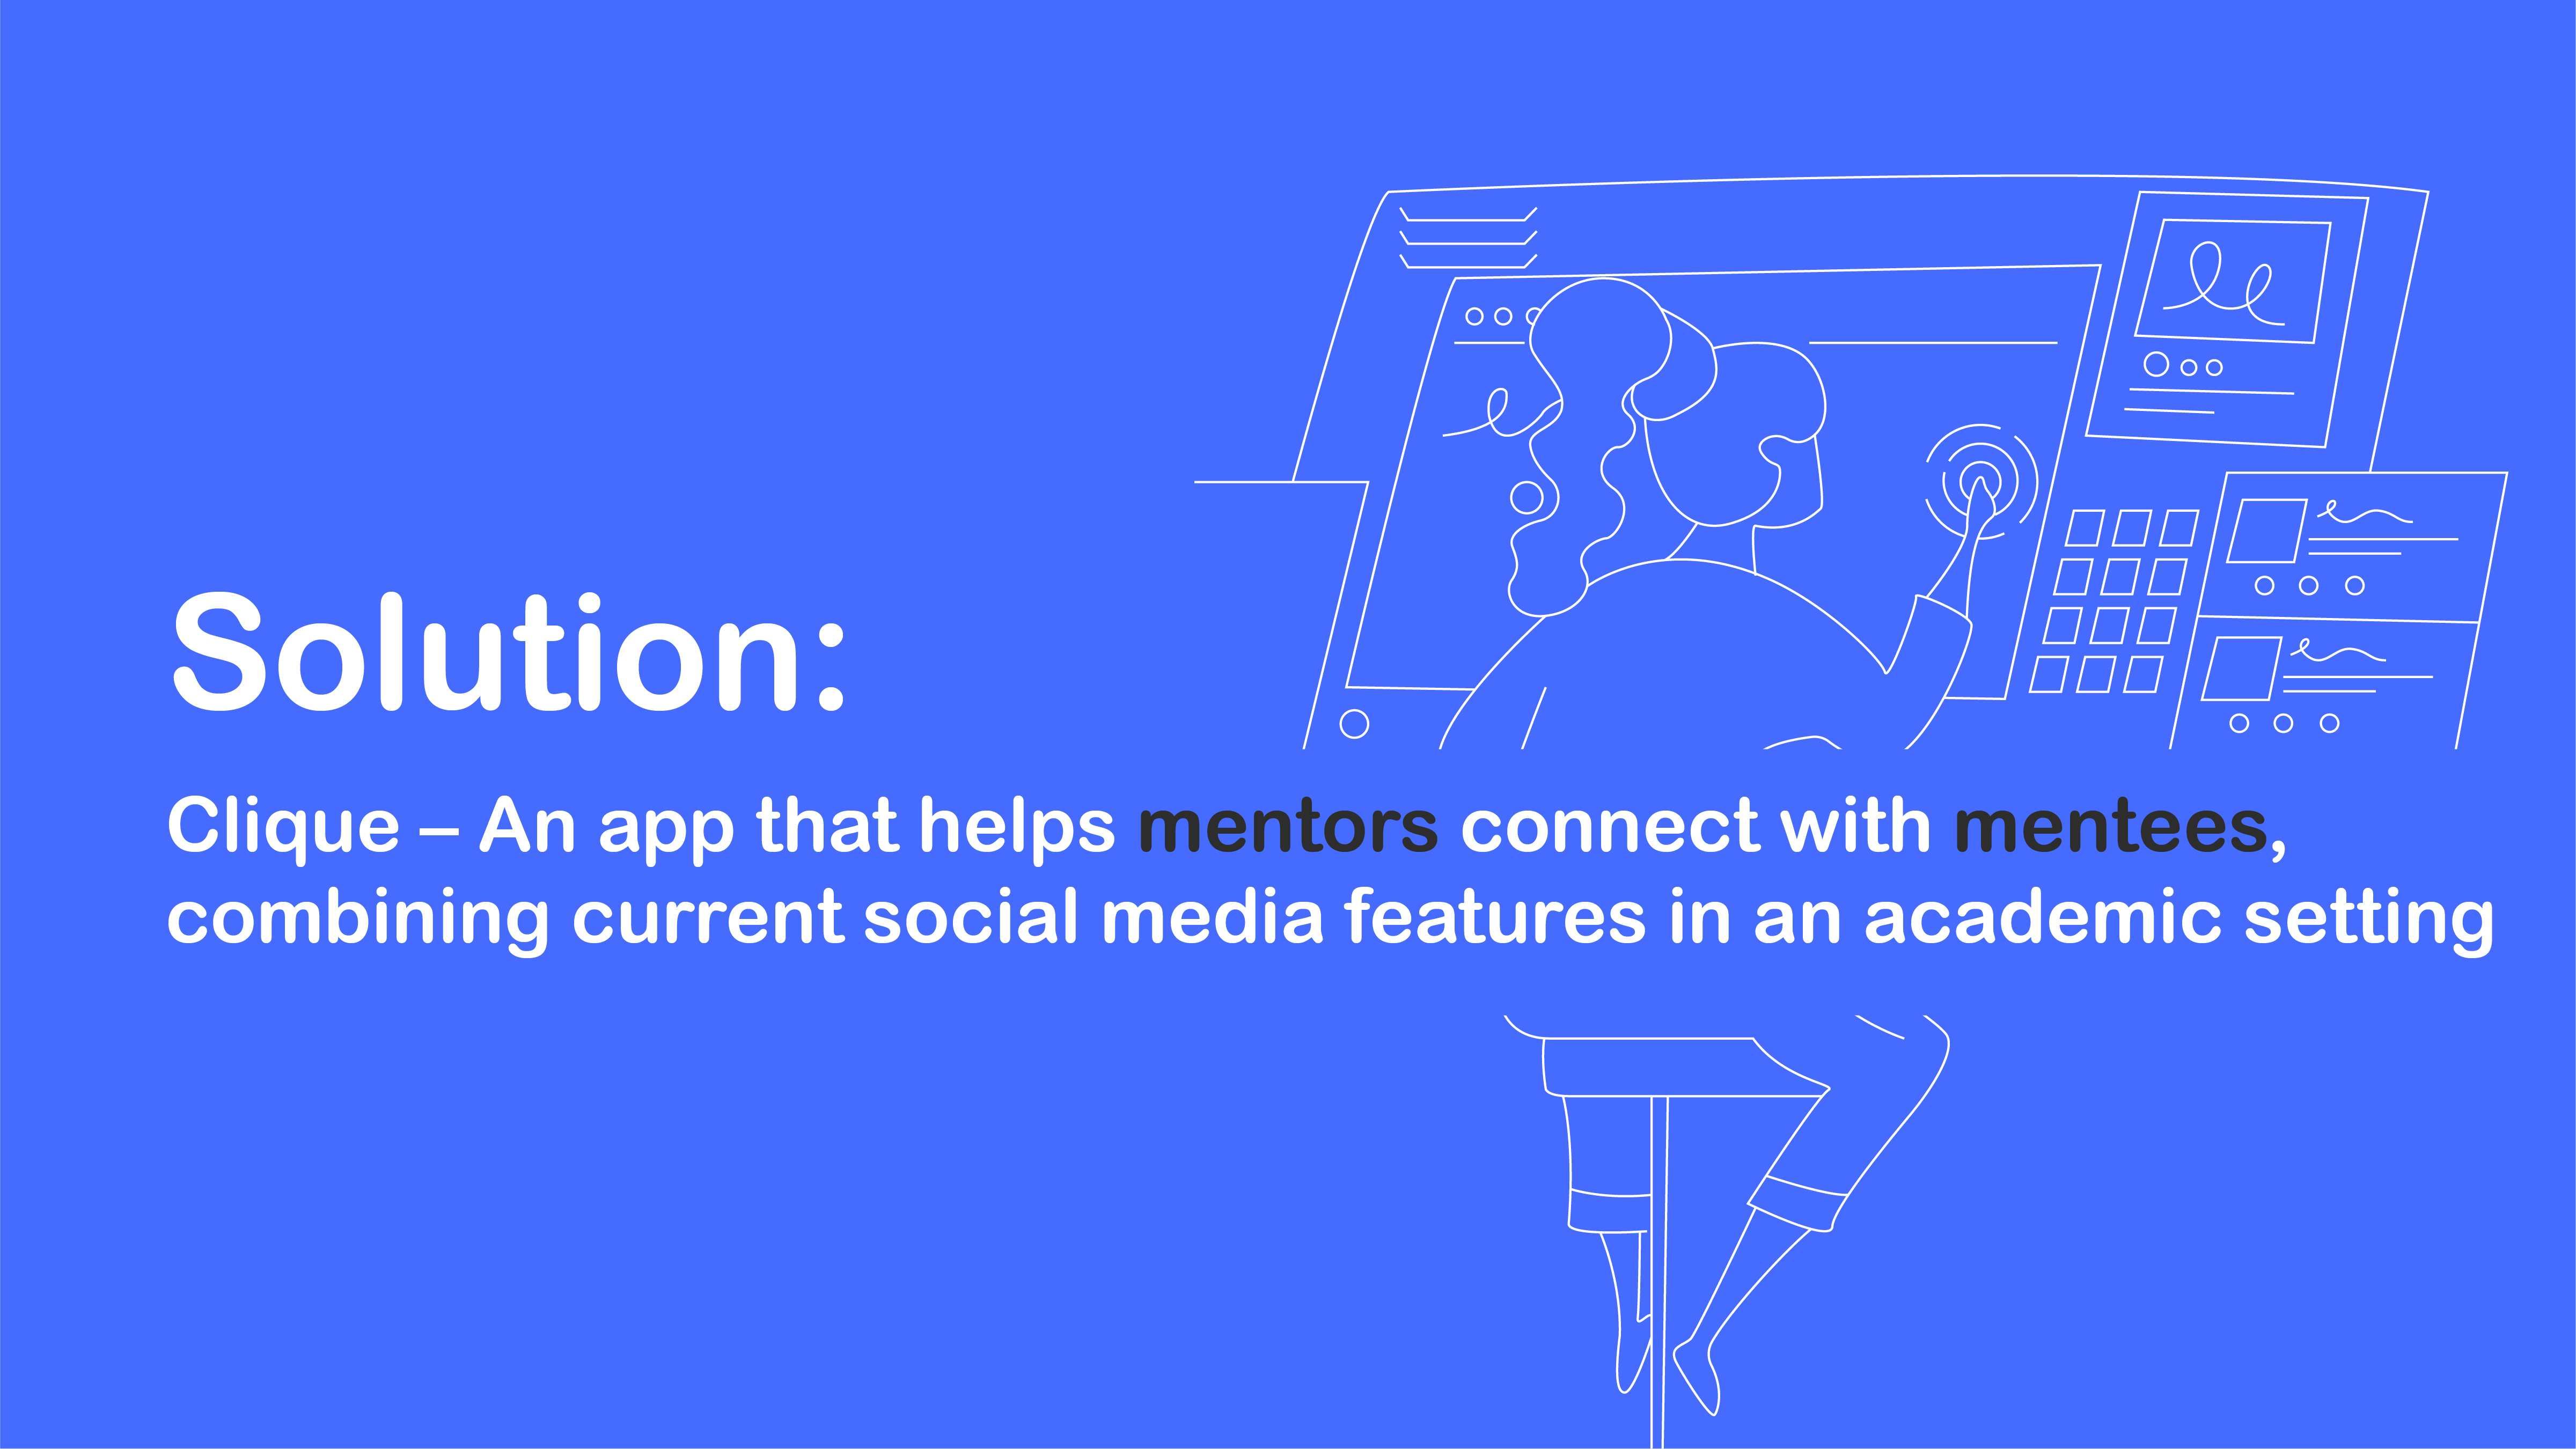 Solution:
Clique – An app that helps mentors connect with mentees,
combining current social media features in an academic setting